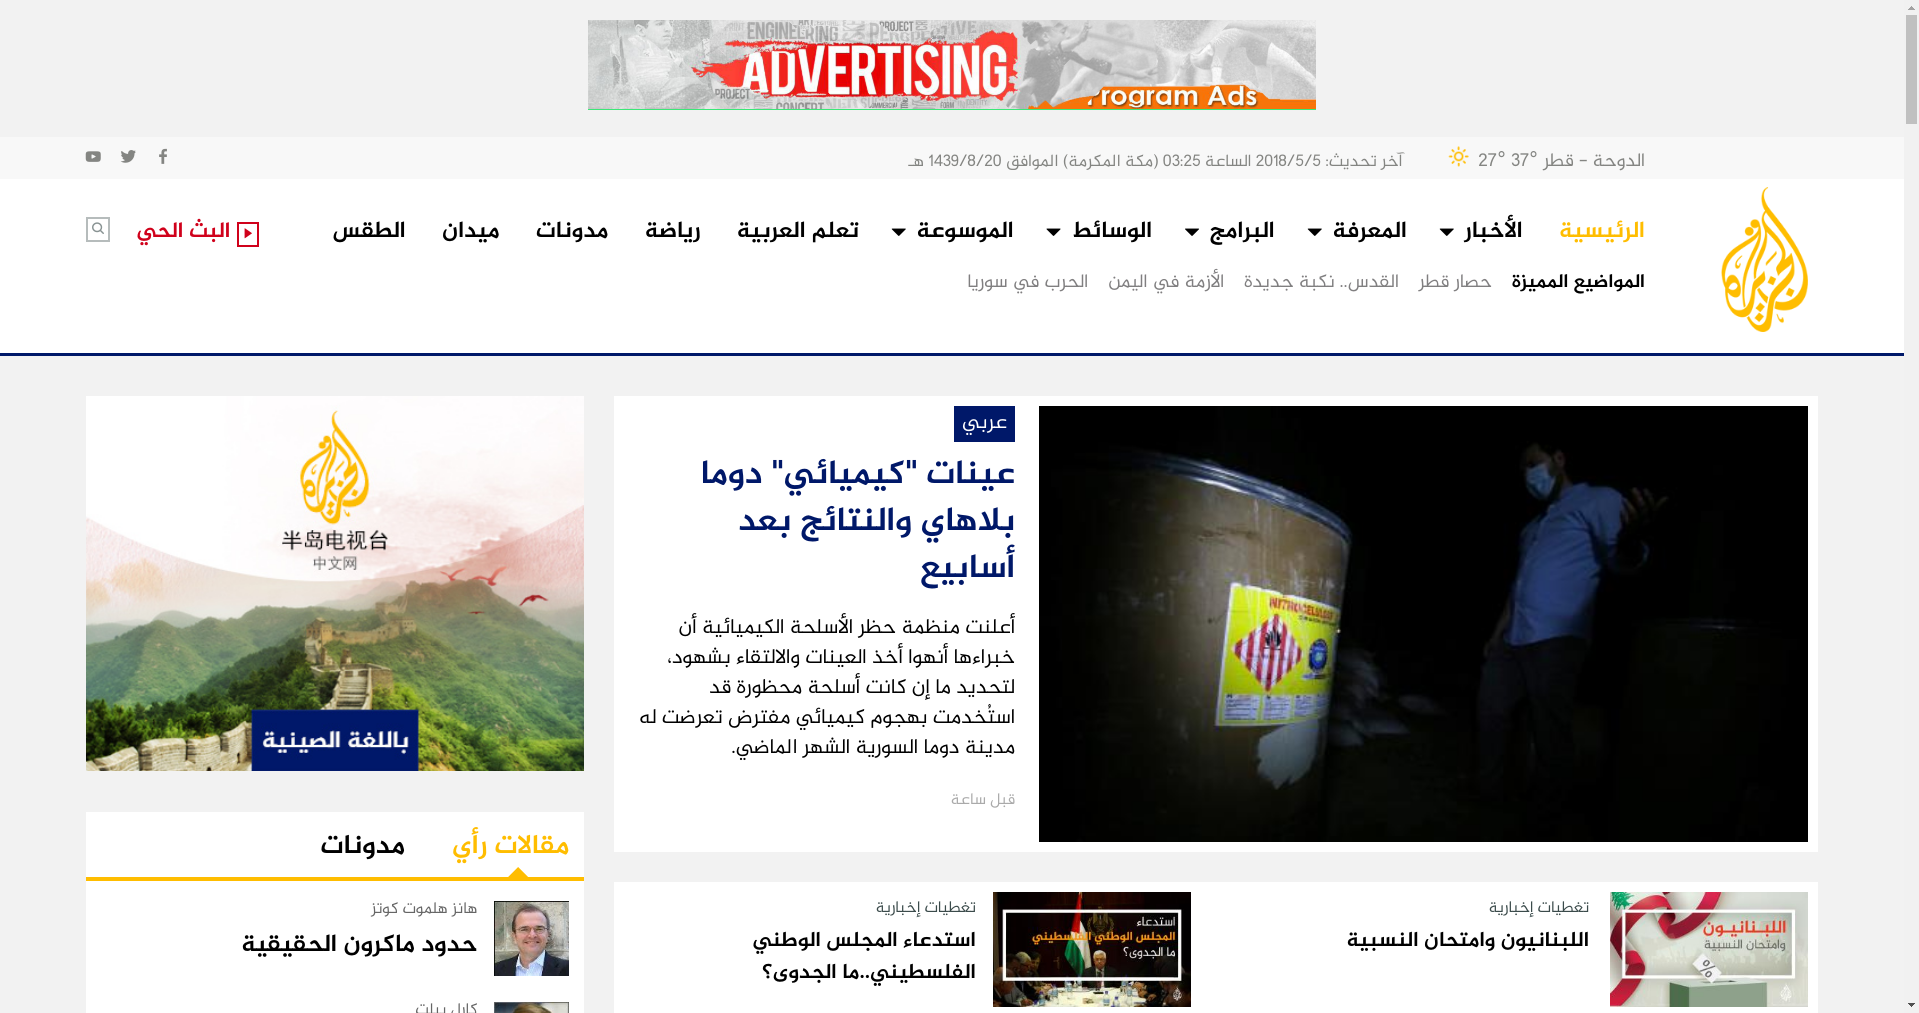 ENGINEERING
PROJECT
ADVERTISING
PROJECT
CONCEPT
Program Ads
الدوحة - قطر 37° 27°
آخر تحديث: 2018/5/5 الساعة 03:25 (مكة المكرمة) الموافق 1439/8/20 هـ
الرئيسية الأخبار المعرفة البرامج الوسائط الموسوعة تعلم العربية رياضة مدونات ميدان الطقس البث الحي
المواضيع المميزة حصار قطر القدس.. نكبة جديدة الأزمة في اليمن الحرب في سوريا
الجزيرة
عربي
عينات "كيميائي" دوما
بلاهاي والنتائج بعد
أسابيع
أعلنت منظمة حظر الأسلحة الكيميائية أن
خبراءها أنهوا أخذ العينات والالتقاء بشهود،
لتحديد ما إن كانت أسلحة محظورة قد
استُخدمت بهجوم كيميائي مفترض تعرضت له
مدينة دوما السورية الشهر الماضي.
قبل ساعة
الجزيرة
半岛电视台
中文网
باللغة الصينية
مقالات رأي مدونات
هانز هلموت كوتز
حدود ماكرون الحقيقية
كارل بيلت
اللبنانيون
وامتحان النسبية
%
تغطيات إخبارية
اللبنانيون وامتحان النسبية
استدعاء
المجلس الوطني الفلسطيني
ما الجدوى؟
تغطيات إخبارية
استدعاء المجلس الوطني
الفلسطيني..ما الجدوى؟